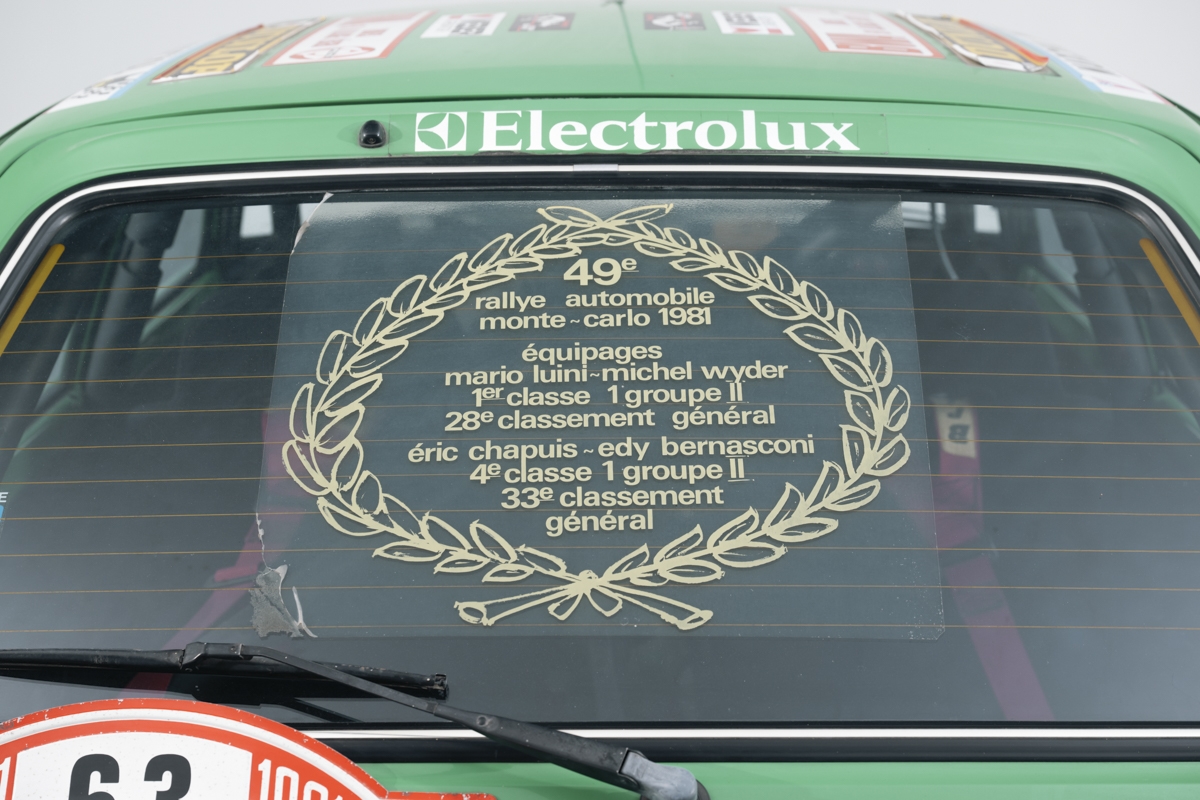 Electrolux
49e
rallye automobile
monte~carlo 1981
équipages
mario luini~michel wyder
1er classe 1 groupe II
28e classement général
éric chapuis~edy bernasconi
4e classe 1 groupe II
33e classement
général
63